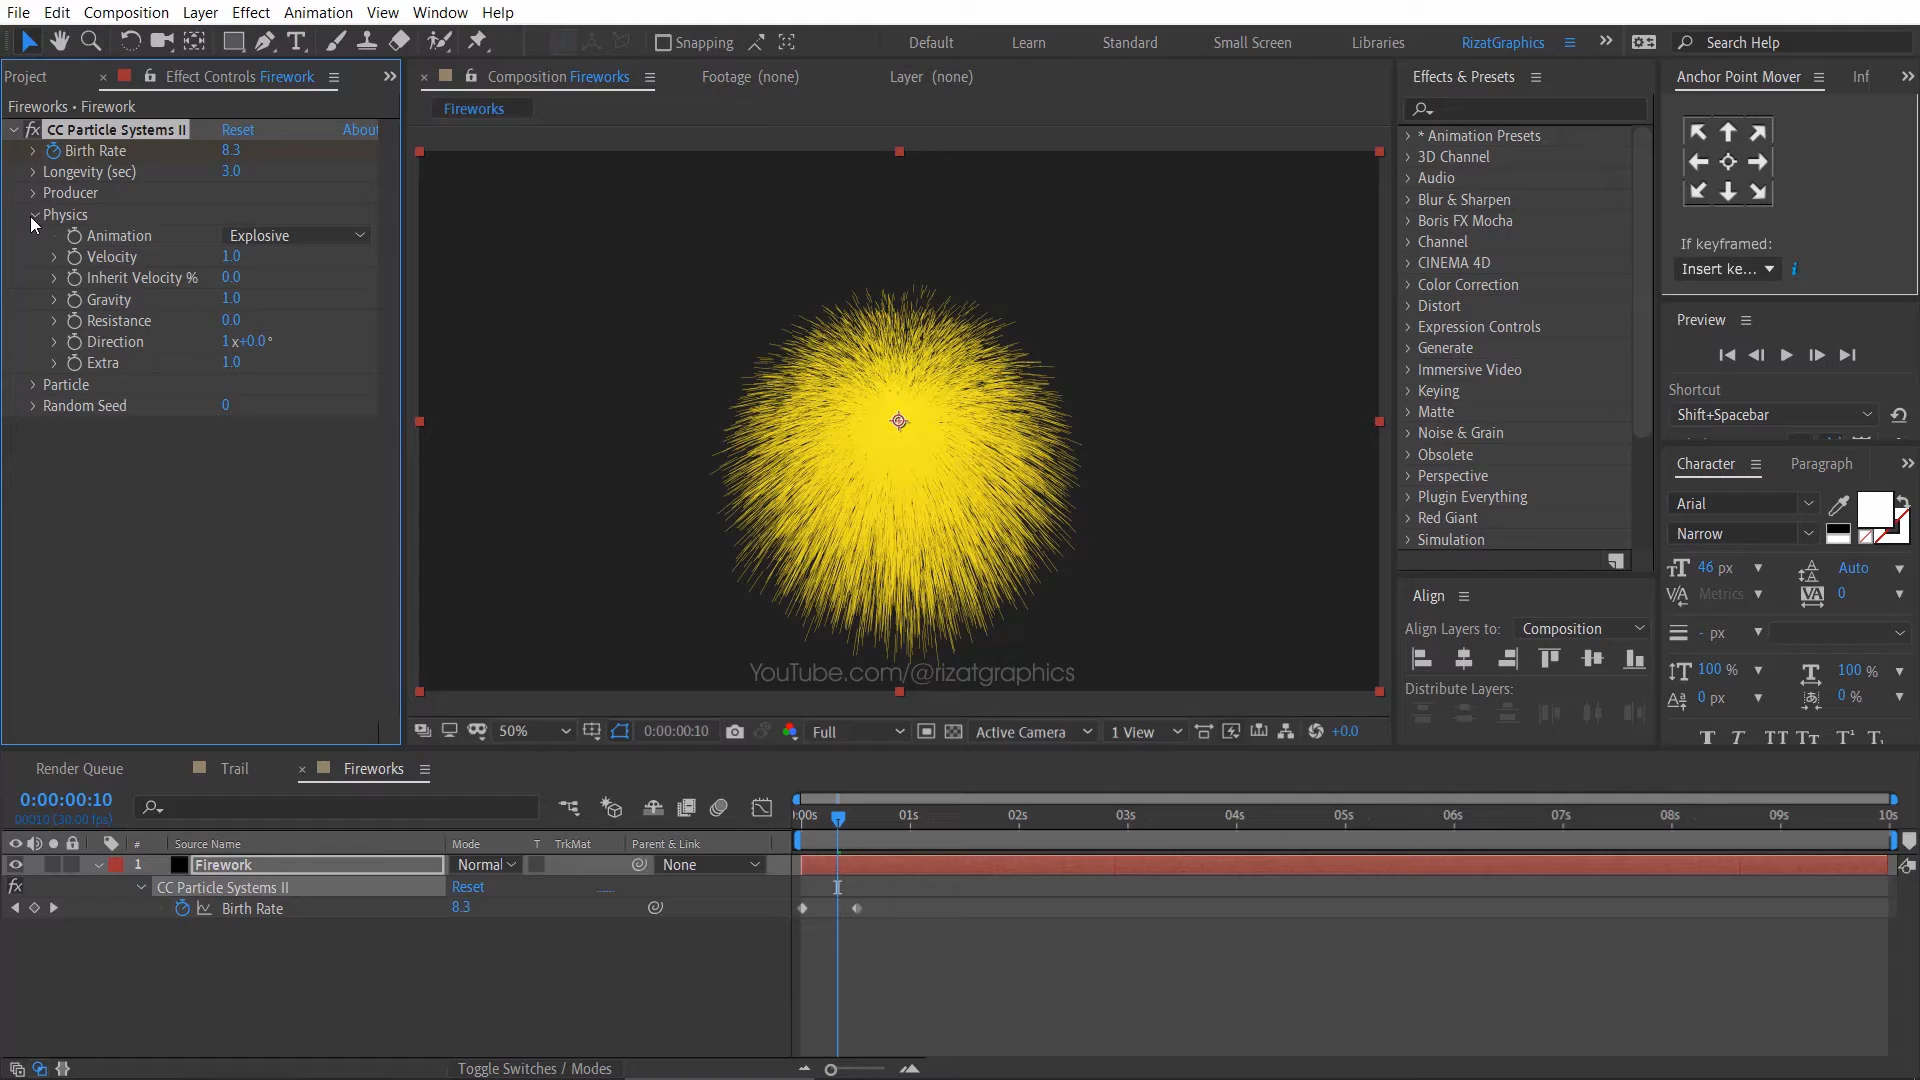 File Edit Composition Layer Effect Animation View Window Help
Snapping Default Learn Standard Small Screen Libraries RizatGraphics Search Help
Project Effect Controls Firework Composition Fireworks Footage (none) Layer (none) Effects & Presets Anchor Point Mover Inf
Fireworks • Firework
Fireworks
fx CC Particle Systems II Reset About
Birth Rate 8.3
Longevity (sec) 3.0
Producer
Physics
Animation Explosive
Velocity 1.0
Inherit Velocity % 0.0
Gravity 1.0
Resistance 0.0
Direction 1x+0.0°
Extra 1.0
Particle
Random Seed 0
YouTube.com/@rizatgraphics
50% 0:00:00:10 Full Active Camera 1 View +0.0
* Animation Presets
3D Channel
Audio
Blur & Sharpen
Boris FX Mocha
Channel
CINEMA 4D
Color Correction
Distort
Expression Controls
Generate
Immersive Video
Keying
Matte
Noise & Grain
Obsolete
Perspective
Plugin Everything
Red Giant
Simulation
Align
Align Layers to: Composition
Distribute Layers:
If keyframed:
Insert ke...
Preview
Shortcut
Shift+Spacebar
Character Paragraph
Arial
Narrow
46 px Auto
Metrics 0
- px
100 % 100 %
0 px 0 %
Render Queue Trail Fireworks
0:00:00:10
00010 (30.00 fps)
:00s 01s 02s 03s 04s 05s 06s 07s 08s 09s 10s
# Source Name Mode T TrkMat Parent & Link
1 Firework Normal None
fx CC Particle Systems II Reset
Birth Rate 8.3
Toggle Switches / Modes